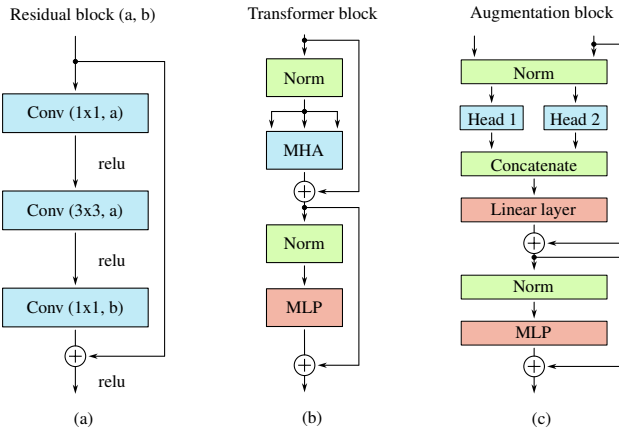 Residual block (a, b)
Conv (1x1, a)
relu
Conv (3x3, a)
relu
Conv (1x1, b)
relu
(a)
Transformer block
Norm
MHA
Norm
MLP
(b)
Augmentation block
Norm
Head 1 Head 2
Concatenate
Linear layer
Norm
MLP
(c)